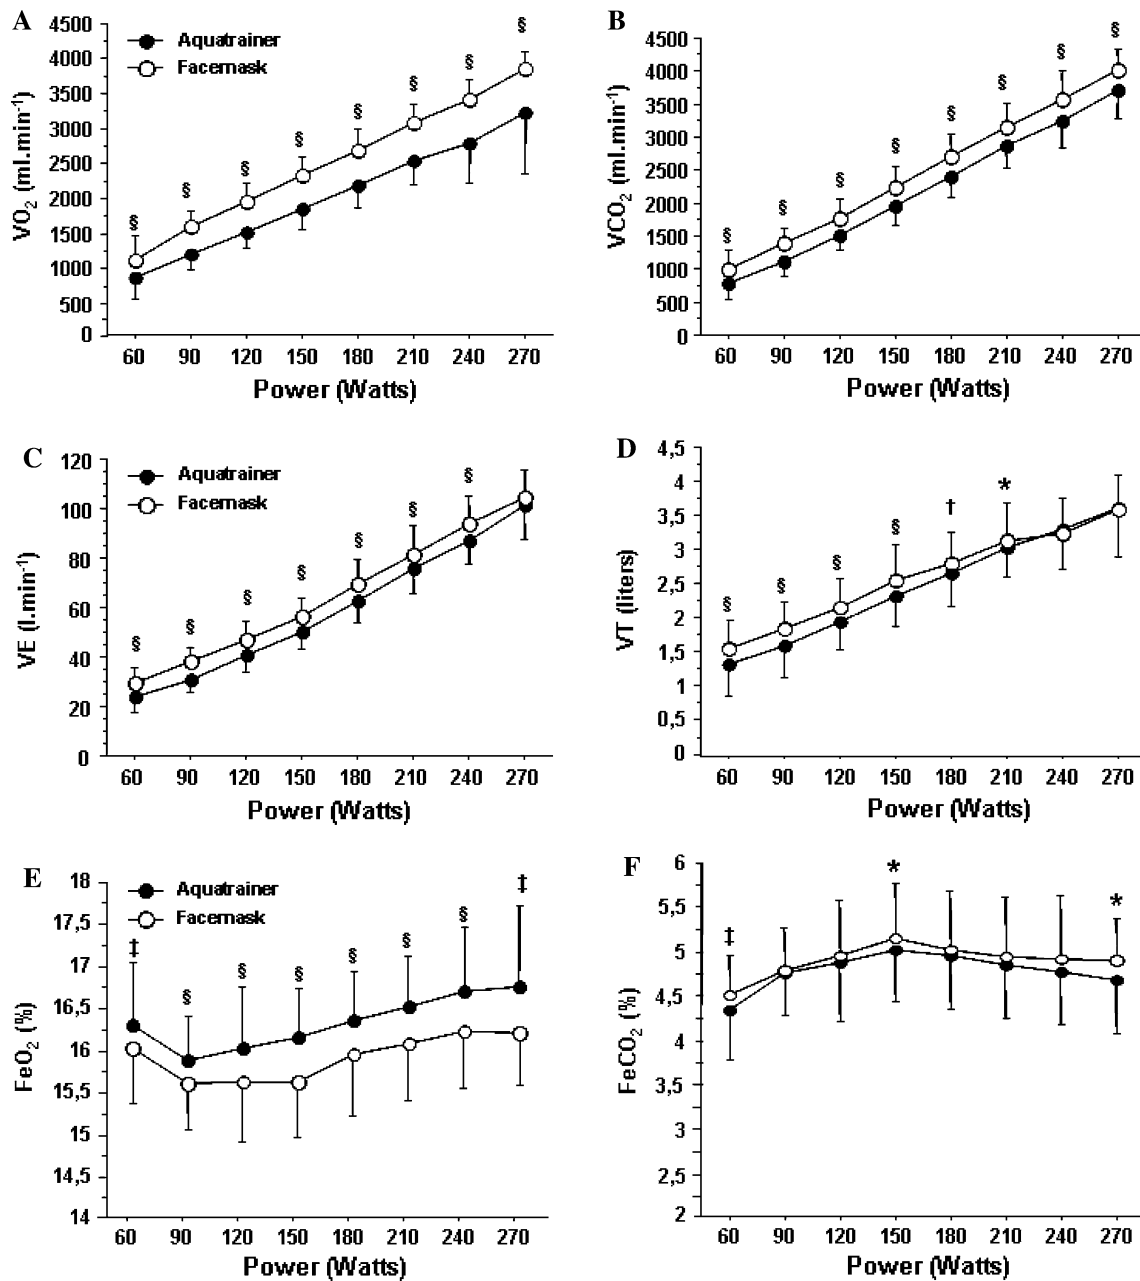 A
4500
4000
3500
3000
2500
2000
1500
1000
500
0
VO2 (ml.min-1)
Aquatrainer
Facemask
§ § § § § § § §
60 90 120 150 180 210 240 270
Power (Watts)
B
4500
4000
3500
3000
2500
2000
1500
1000
500
0
VCO2 (ml.min-1)
§ § § § § § § §
60 90 120 150 180 210 240 270
Power (Watts)
C
120
100
80
60
40
20
0
VE (l.min-1)
Aquatrainer
Facemask
§ § § § § § §
60 90 120 150 180 210 240 270
Power (Watts)
D
4,5
4
3,5
3
2,5
2
1,5
1
0,5
0
VT (liters)
§ § § § † *
60 90 120 150 180 210 240 270
Power (Watts)
E
18
17,5
17
16,5
16
15,5
15
14,5
14
FeO2 (%)
Aquatrainer
Facemask
‡ § § § § § § ‡
60 90 120 150 180 210 240 270
Power (Watts)
F
6
5,5
5
4,5
4
3,5
3
2,5
2
FeCO2 (%)
‡ * *
60 90 120 150 180 210 240 270
Power (Watts)